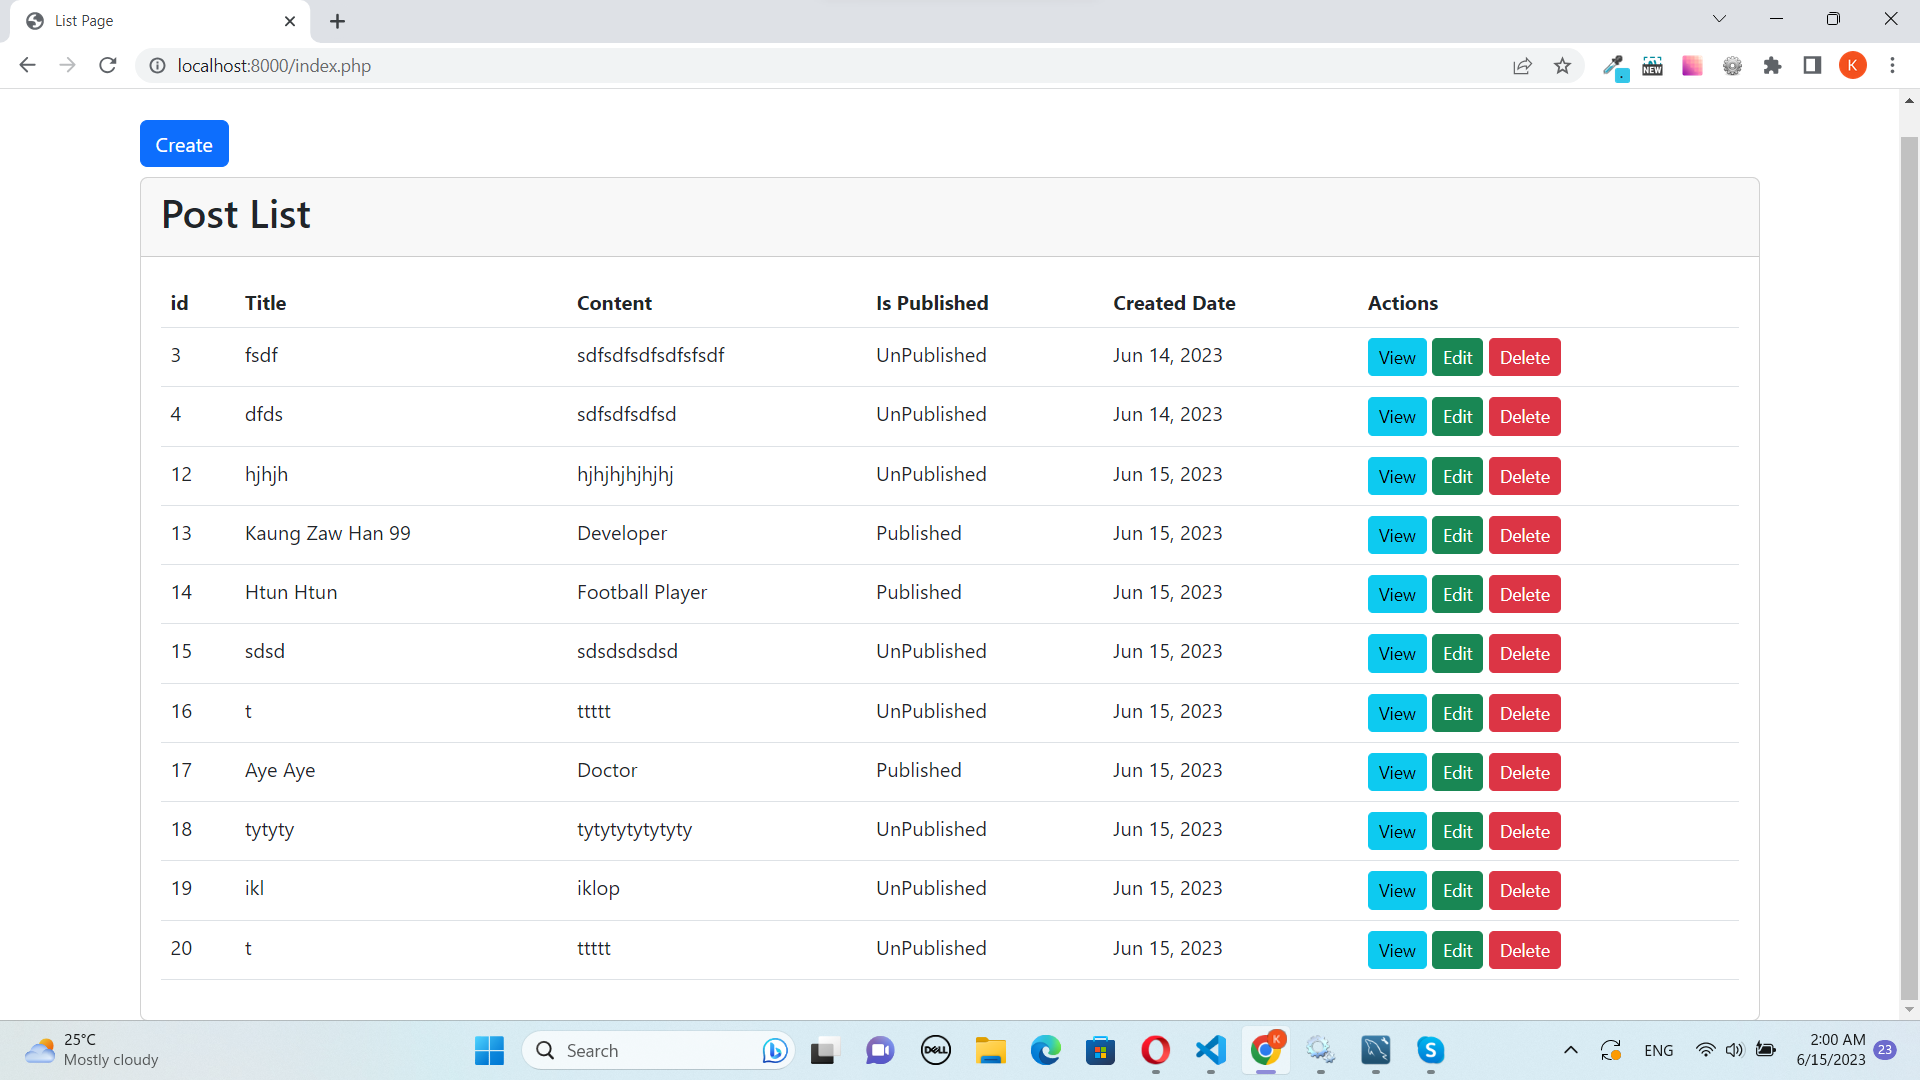 List Page
localhost:8000/index.php
NEW
K
Create
Post List
id Title Content Is Published Created Date Actions
3 fsdf sdfsdfsdfsdfsfsdf UnPublished Jun 14, 2023 View Edit Delete
4 dfds sdfsdfsdfsd UnPublished Jun 14, 2023 View Edit Delete
12 hjhjh hjhjhjhjhjhj UnPublished Jun 15, 2023 View Edit Delete
13 Kaung Zaw Han 99 Developer Published Jun 15, 2023 View Edit Delete
14 Htun Htun Football Player Published Jun 15, 2023 View Edit Delete
15 sdsd sdsdsdsdsd UnPublished Jun 15, 2023 View Edit Delete
16 t ttttt UnPublished Jun 15, 2023 View Edit Delete
17 Aye Aye Doctor Published Jun 15, 2023 View Edit Delete
18 tytyty tytytytytytyty UnPublished Jun 15, 2023 View Edit Delete
19 ikl iklop UnPublished Jun 15, 2023 View Edit Delete
20 t ttttt UnPublished Jun 15, 2023 View Edit Delete
25°C
Mostly cloudy
Search
DELL
K
S
ENG
2:00 AM
6/15/2023
23